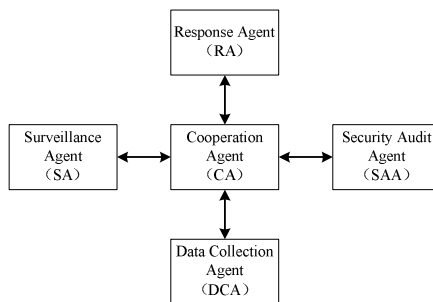 Response Agent
（RA）
Surveillance
Agent
（SA）
Cooperation
Agent
（CA）
Security Audit
Agent
（SAA）
Data Collection
Agent
（DCA）